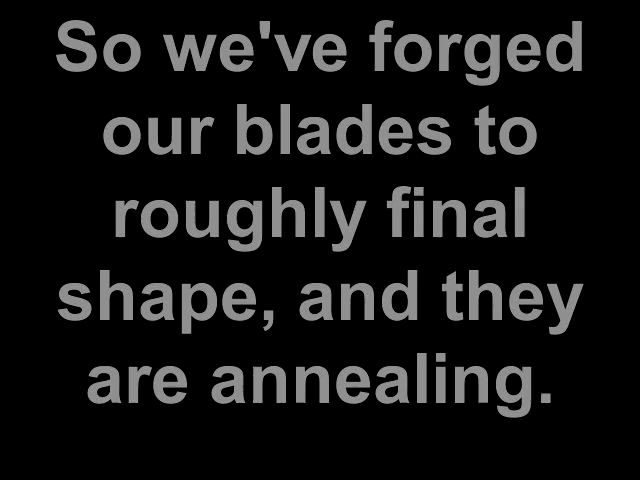 So we've forged
our blades to
roughly final
shape, and they
are annealing.